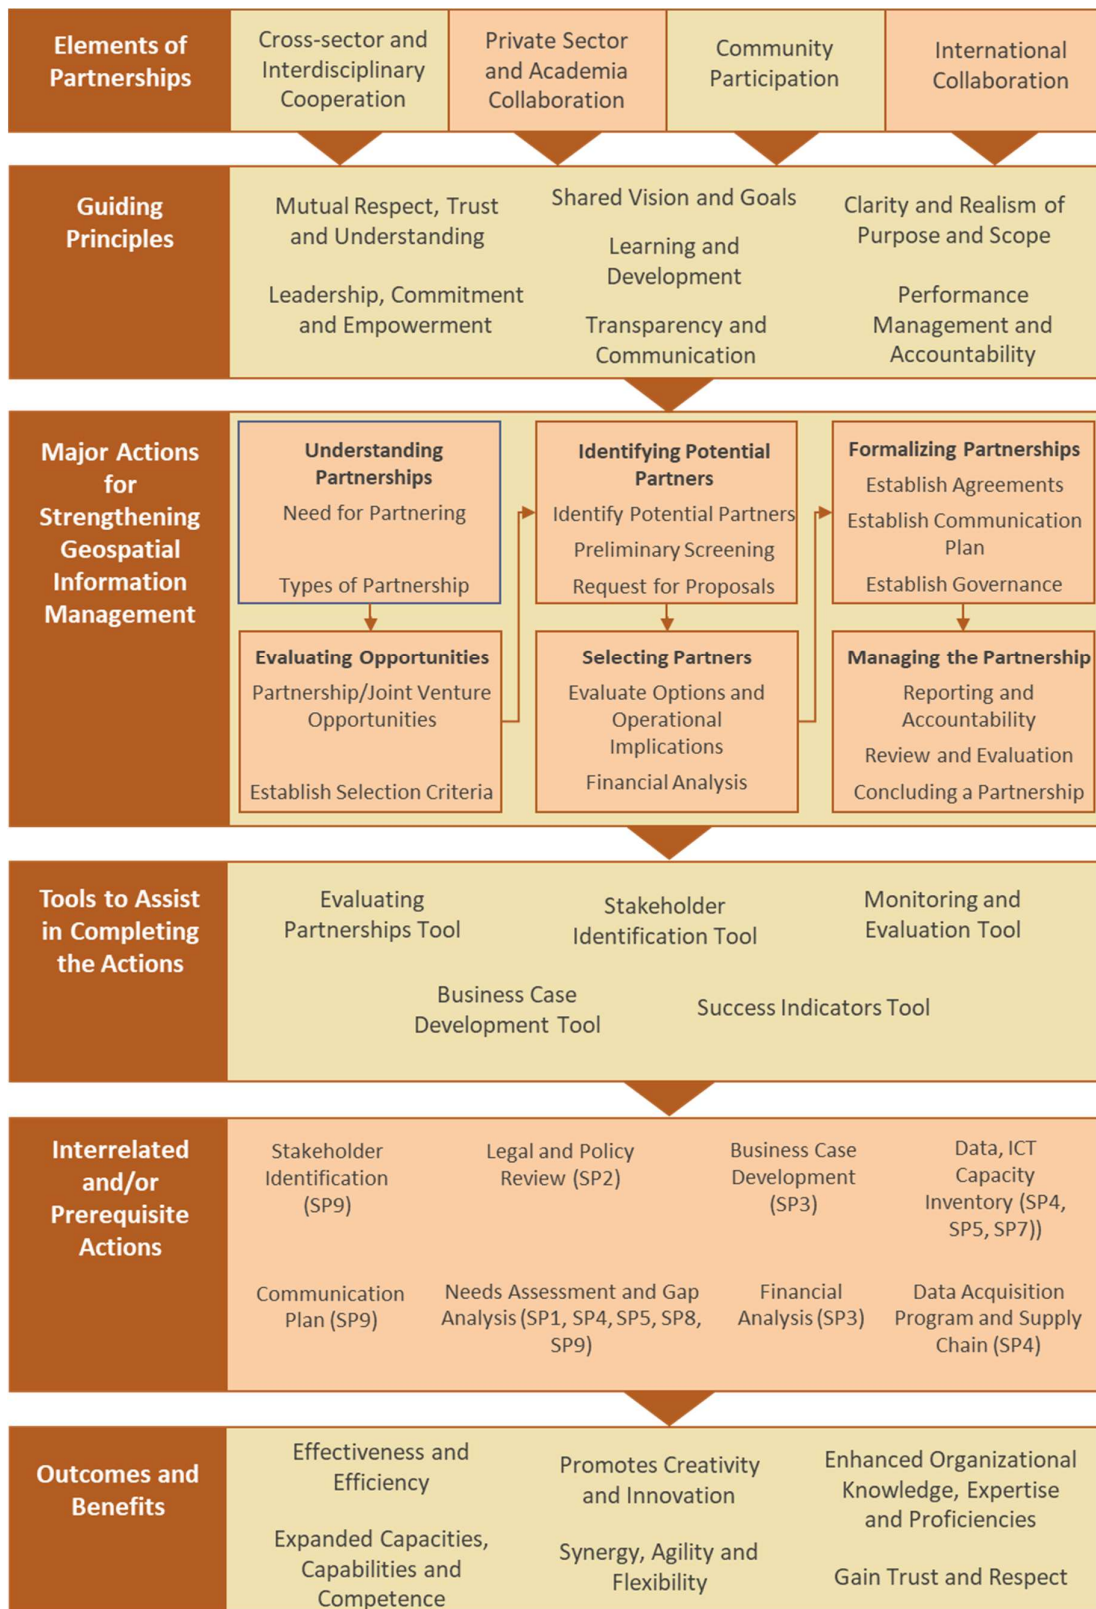 Elements of
Partnerships
Cross-sector and
Interdisciplinary
Cooperation
Private Sector
and Academia
Collaboration
Community
Participation
International
Collaboration
Guiding
Principles
Mutual Respect, Trust
and Understanding
Leadership, Commitment
and Empowerment
Shared Vision and Goals
Learning and
Development
Transparency and
Communication
Clarity and Realism of
Purpose and Scope
Performance
Management and
Accountability
Major Actions
for
Strengthening
Geospatial
Information
Management
Understanding
Partnerships
Need for Partnering
Types of Partnership
Evaluating Opportunities
Partnership/Joint Venture
Opportunities
Establish Selection Criteria
Identifying Potential
Partners
Identify Potential Partners
Preliminary Screening
Request for Proposals
Selecting Partners
Evaluate Options and
Operational
Implications
Financial Analysis
Formalizing Partnerships
Establish Agreements
Establish Communication
Plan
Establish Governance
Managing the Partnership
Reporting and
Accountability
Review and Evaluation
Concluding a Partnership
Tools to Assist
in Completing
the Actions
Evaluating
Partnerships Tool
Stakeholder
Identification Tool
Monitoring and
Evaluation Tool
Business Case
Development Tool
Success Indicators Tool
Interrelated
and/or
Prerequisite
Actions
Stakeholder
Identification
(SP9)
Legal and Policy
Review (SP2)
Business Case
Development
(SP3)
Data, ICT
Capacity
Inventory (SP4,
SP5, SP7))
Communication
Plan (SP9)
Needs Assessment and Gap
Analysis (SP1, SP4, SP5, SP8,
SP9)
Financial
Analysis (SP3)
Data Acquisition
Program and Supply
Chain (SP4)
Outcomes and
Benefits
Effectiveness and
Efficiency
Promotes Creativity
and Innovation
Enhanced Organizational
Knowledge, Expertise
and Proficiencies
Expanded Capacities,
Capabilities and
Competence
Synergy, Agility and
Flexibility
Gain Trust and Respect